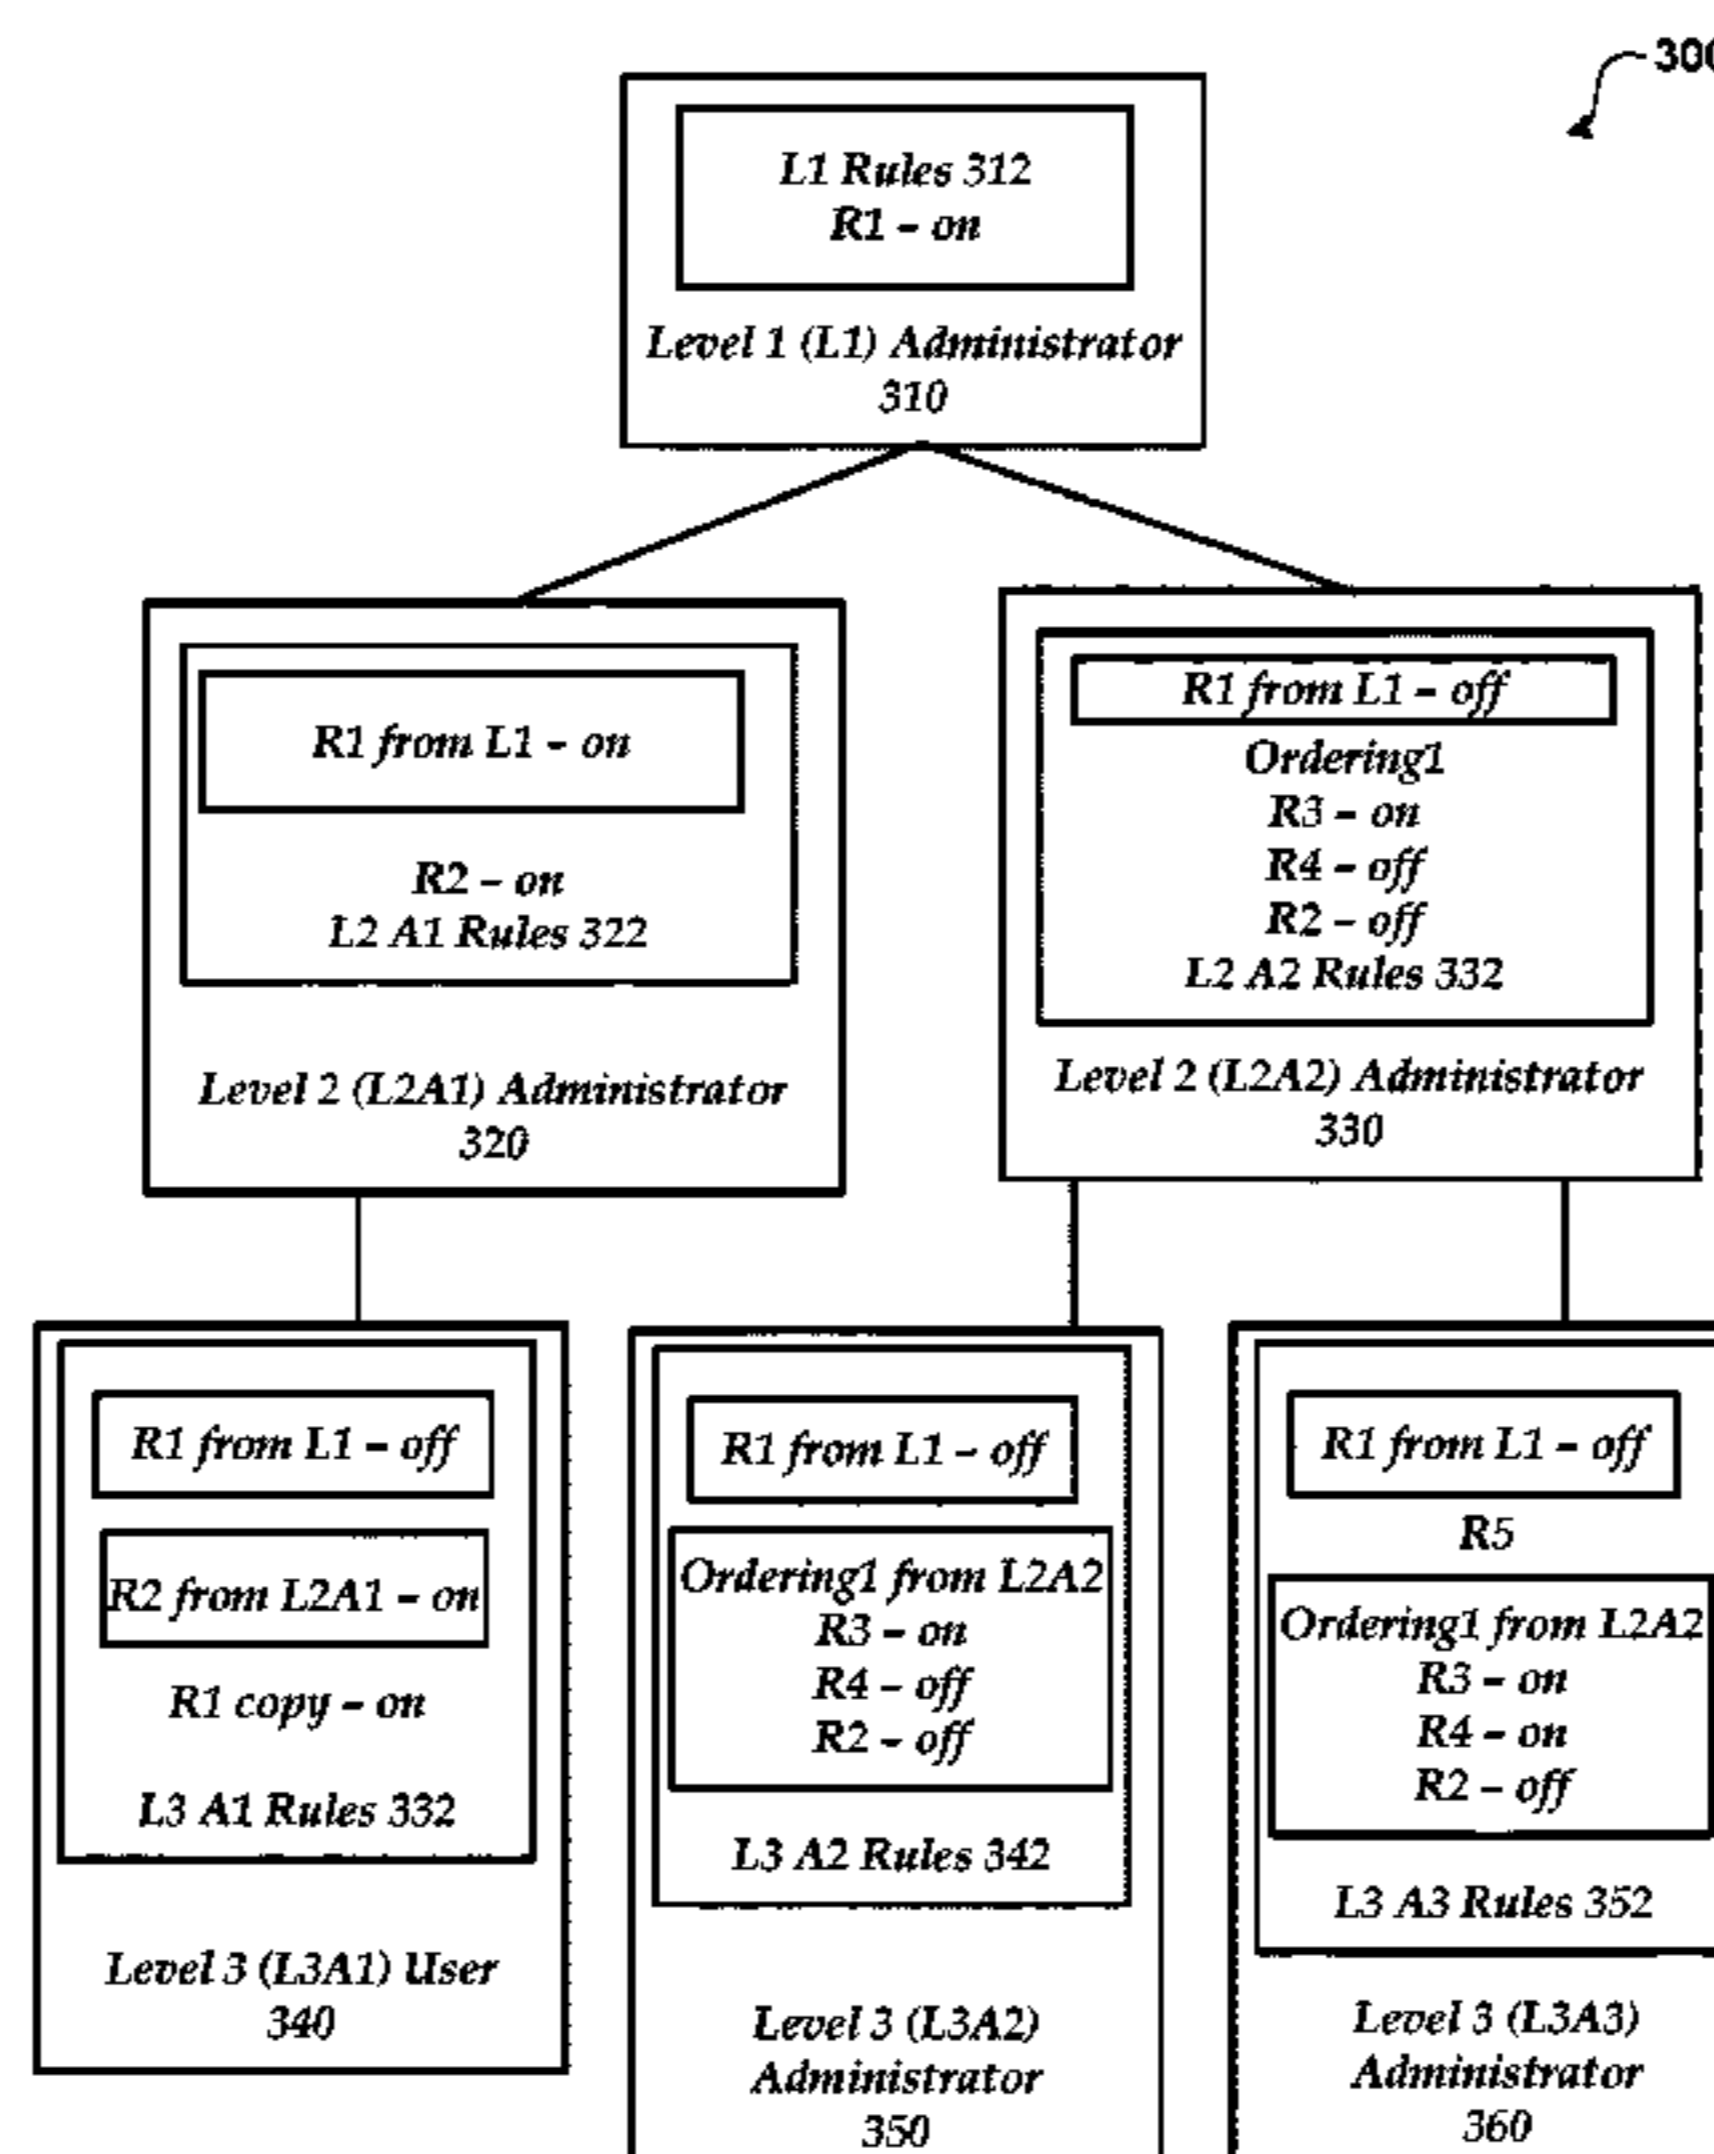 300
L1 Rules 312
R1 – on
Level 1 (L1) Administrator
310
R1 from L1 – on
R2 – on
L2 A1 Rules 322
Level 2 (L2A1) Administrator
320
R1 from L1 – off
Ordering1
R3 – on
R4 – off
R2 – off
L2 A2 Rules 332
Level 2 (L2A2) Administrator
330
R1 from L1 – off
R2 from L2A1 – on
R1 copy – on
L3 A1 Rules 332
Level 3 (L3A1) User
340
R1 from L1 – off
Ordering1 from L2A2
R3 – on
R4 – off
R2 – off
L3 A2 Rules 342
Level 3 (L3A2)
Administrator
350
R1 from L1 – off
R5
Ordering1 from L2A2
R3 – on
R4 – on
R2 – off
L3 A3 Rules 352
Level 3 (L3A3)
Administrator
360